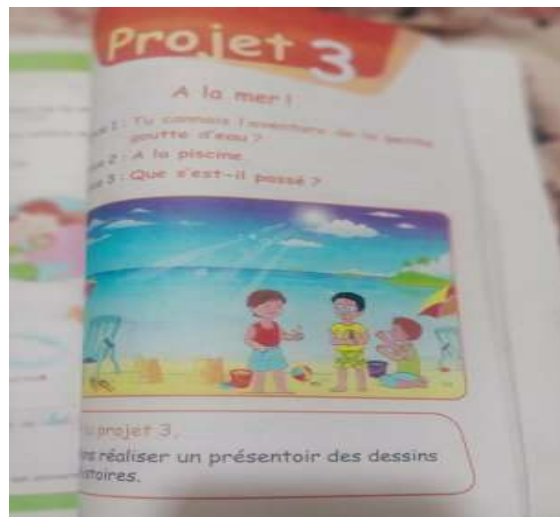 Projet 3
A la mer !
1 : Tu connais l'aventure de la petite
goutte d'eau ?
2 : A la piscine
3 : Que s'est-il passé ?
projet 3,
réaliser un présentoir des dessins